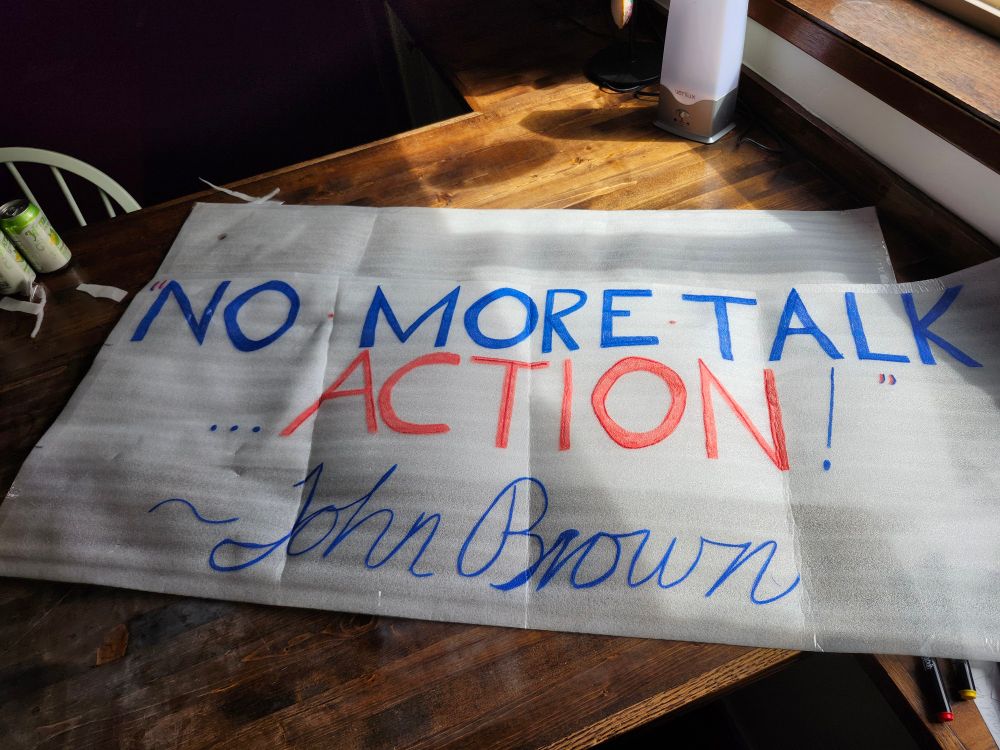 "NO MORE TALK
...ACTION!"
~John Brown